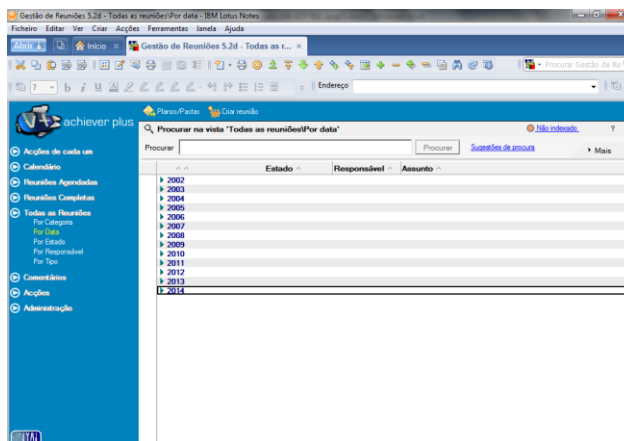 Gestão de Reuniões 5.2d - Todas as reuniões\Por data - IBM Lotus Notes
Ficheiro Editar Ver Criar Acções Ferramentas Janela Ajuda
Abrir Início Gestão de Reuniões 5.2d - Todas as r...
Procurar Gestão de Re
7 b i u Endereço
achiever plus
Planos/Pastas Criar reunião
Procurar na vista 'Todas as reuniões\Por data'
Não indexado ?
Procurar Procurar Sugestões de procura Mais
Estado Responsável Assunto
Acções de cada um
Calendário
Reuniões Agendadas
Reuniões Completas
Todas as Reuniões
Por Categoria
Por Data
Por Estado
Por Responsável
Por Tipo
Comentários
Acções
Administração
2002
2003
2004
2005
2006
2007
2008
2009
2010
2011
2012
2013
2014